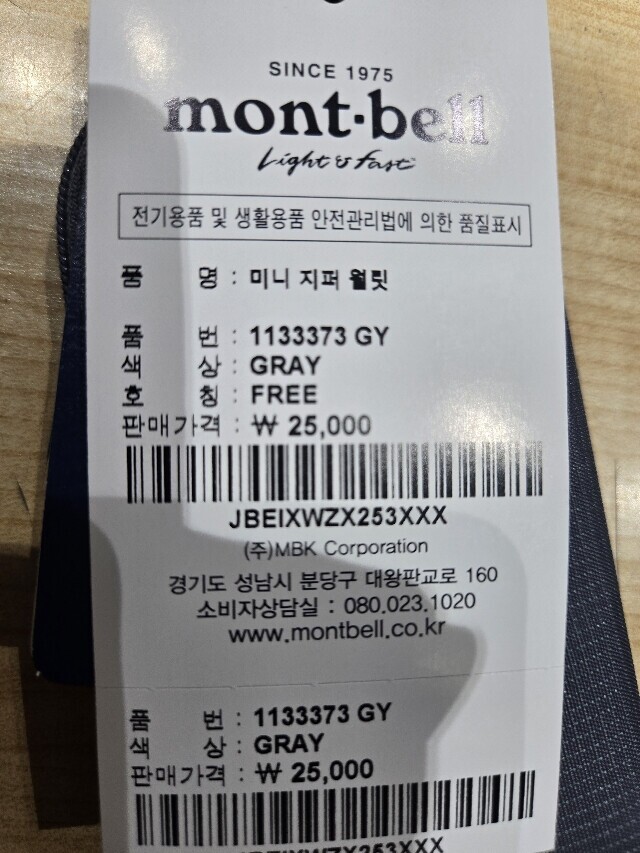 SINCE 1975
mont·bell
Light & Fast
전기용품 및 생활용품 안전관리법에 의한 품질표시
품 명 : 미니 지퍼 월릿
품 번 : 1133373 GY
색 상 : GRAY
호 칭 : FREE
판매가격 : ₩ 25,000
JBEIXWZX253XXX
(주)MBK Corporation
경기도 성남시 분당구 대왕판교로 160
소비자상담실 : 080.023.1020
www.montbell.co.kr
품 번 : 1133373 GY
색 상 : GRAY
판매가격 : ₩ 25,000
JBEIXWZX253XXX